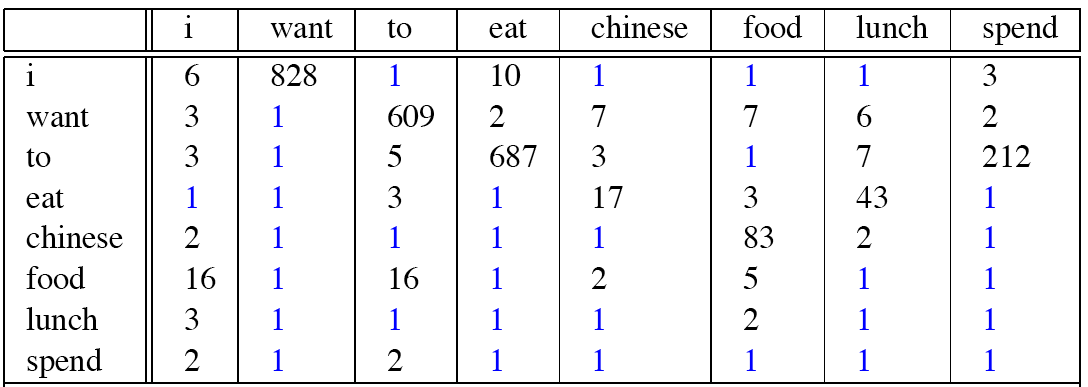 i want to eat chinese food lunch spend
i 6 828 1 10 1 1 1 3
want 3 1 609 2 7 7 6 2
to 3 1 5 687 3 1 7 212
eat 1 1 3 1 17 3 43 1
chinese 2 1 1 1 1 83 2 1
food 16 1 16 1 2 5 1 1
lunch 3 1 1 1 1 2 1 1
spend 2 1 2 1 1 1 1 1